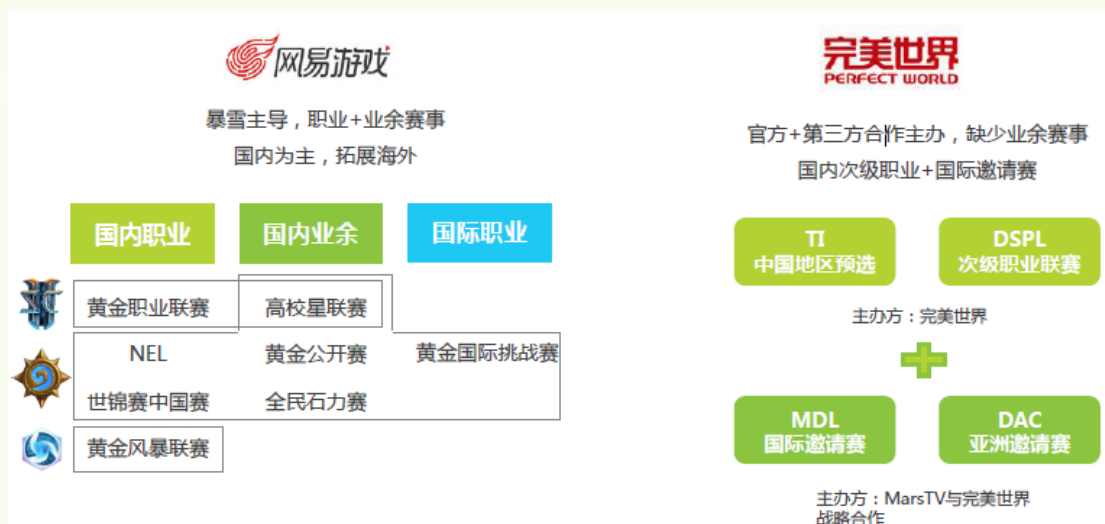 网易游戏
暴雪主导，职业+业余赛事
国内为主，拓展海外
国内职业
国内业余
国际职业
黄金职业联赛
高校星联赛
NEL
黄金公开赛
黄金国际挑战赛
世锦赛中国赛
全民石力赛
黄金风暴联赛
完美世界
PERFECT WORLD
官方+第三方合作主办，缺少业余赛事
国内次级职业+国际邀请赛
TI
中国地区预选
DSPL
次级职业联赛
主办方：完美世界
MDL
国际邀请赛
DAC
亚洲邀请赛
主办方：MarsTV与完美世界
战略合作